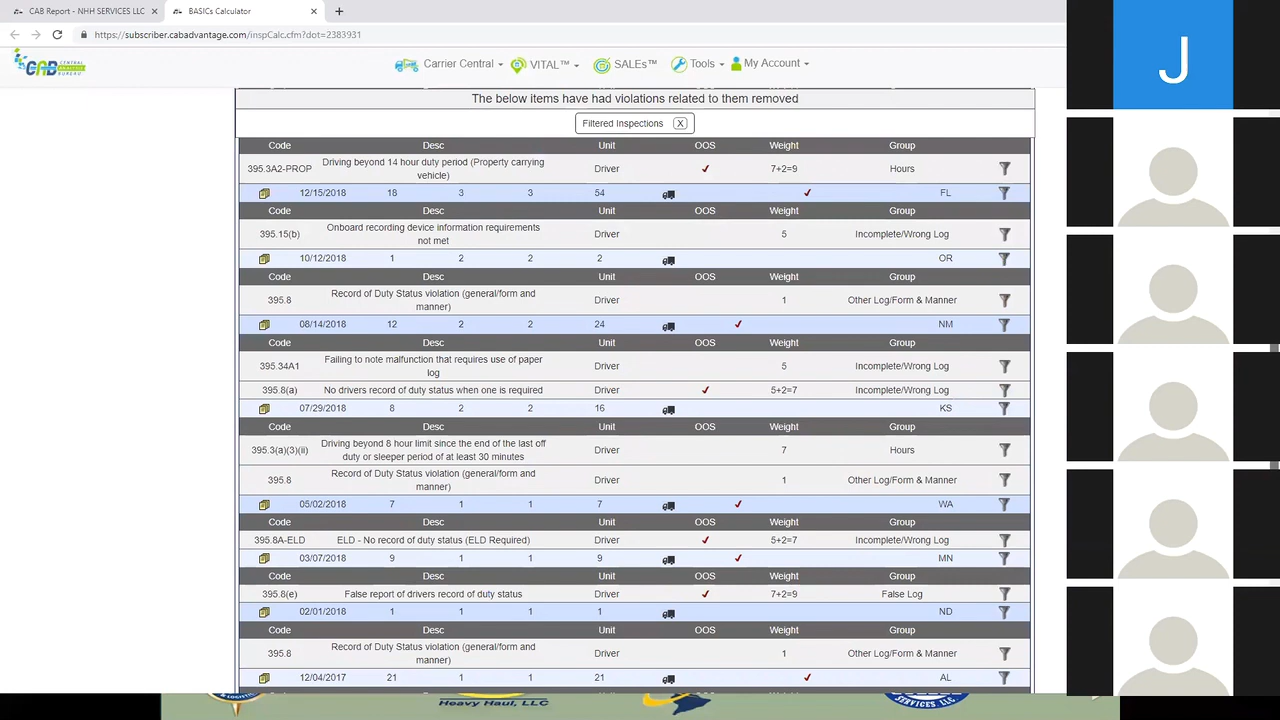 CAB Report - NHH SERVICES LLC
BASICs Calculator
https://subscriber.cabadvantage.com/inspCalc.cfm?dot=2383931
CAB CENTRAL ANALYSIS BUREAU
Carrier Central VITAL™ SALEs™ Tools My Account
J
The below items have had violations related to them removed
Filtered Inspections X
Code Desc Unit OOS Weight Group
395.3A2-PROP Driving beyond 14 hour duty period (Property carrying vehicle) Driver ✓ 7+2=9 Hours
12/15/2018 18 3 3 54 ✓ FL
Code Desc Unit OOS Weight Group
395.15(b) Onboard recording device information requirements not met Driver 5 Incomplete/Wrong Log
10/12/2018 1 2 2 2 OR
Code Desc Unit OOS Weight Group
395.8 Record of Duty Status violation (general/form and manner) Driver 1 Other Log/Form & Manner
08/14/2018 12 2 2 24 ✓ NM
Code Desc Unit OOS Weight Group
395.34A1 Failing to note malfunction that requires use of paper log Driver 5 Incomplete/Wrong Log
395.8(a) No drivers record of duty status when one is required Driver ✓ 5+2=7 Incomplete/Wrong Log
07/29/2018 8 2 2 16 KS
Code Desc Unit OOS Weight Group
395.3(a)(3)(ii) Driving beyond 8 hour limit since the end of the last off duty or sleeper period of at least 30 minutes Driver 7 Hours
395.8 Record of Duty Status violation (general/form and manner) Driver 1 Other Log/Form & Manner
05/02/2018 7 1 1 7 ✓ WA
Code Desc Unit OOS Weight Group
395.8A-ELD ELD - No record of duty status (ELD Required) Driver ✓ 5+2=7 Incomplete/Wrong Log
03/07/2018 9 1 1 9 ✓ MN
Code Desc Unit OOS Weight Group
395.8(e) False report of drivers record of duty status Driver ✓ 7+2=9 False Log
02/01/2018 1 1 1 1 ND
Code Desc Unit OOS Weight Group
395.8 Record of Duty Status violation (general/form and manner) Driver 1 Other Log/Form & Manner
12/04/2017 21 1 1 21 ✓ AL
Heavy Haul, LLC
SERVICES, LLC